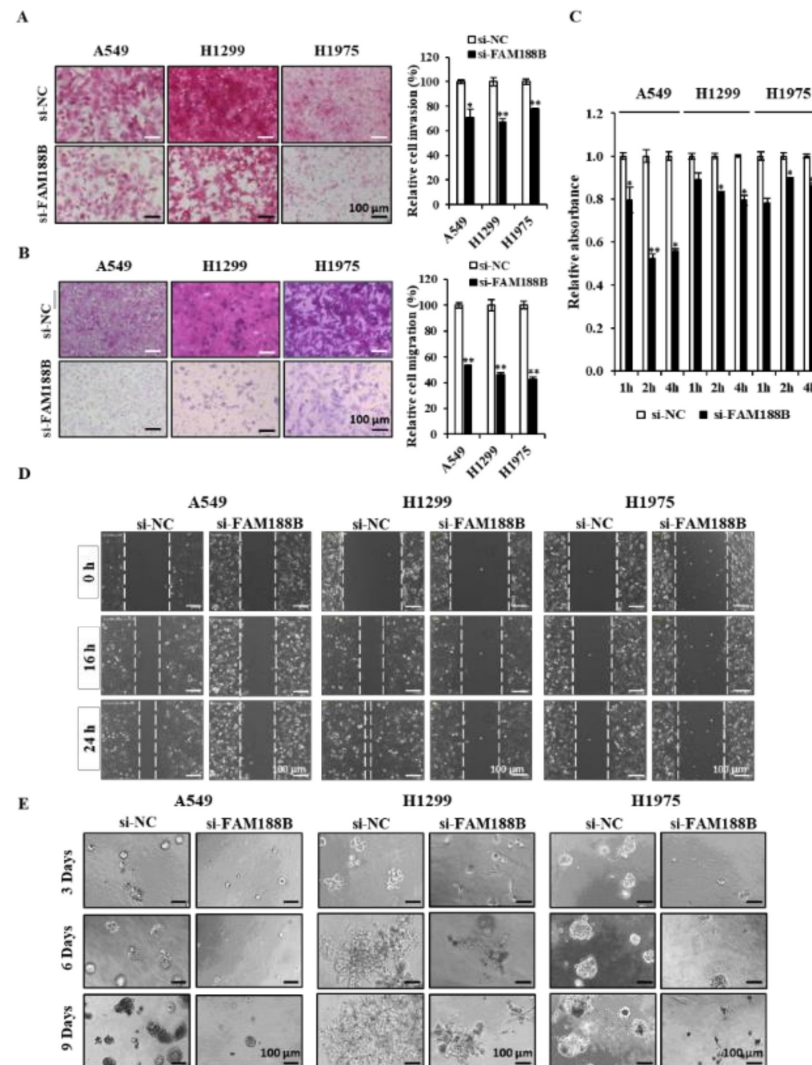 A
A549 H1299 H1975
si-NC
si-FAM188B
100 µm
Relative cell invasion (%)
si-NC
si-FAM188B
120
100
80
60
40
20
0
*
**
**
A549
H1299
H1975
B
A549 H1299 H1975
si-NC
si-FAM188B
100 µm
Relative cell migration (%)
si-NC
si-FAM188B
120
100
80
60
40
20
0
**
**
**
A549
H1299
H1975
C
A549 H1299 H1975
Relative absorbance
1.2
1.0
0.8
0.6
0.4
0.2
0.0
*
**
*
*
*
*
1h 2h 4h 1h 2h 4h 1h 2h 4h
si-NC si-FAM188B
D
A549 H1299 H1975
si-NC si-FAM188B si-NC si-FAM188B si-NC si-FAM188B
0 h
16 h
24 h
100 µm 100 µm 100 µm
E
A549 H1299 H1975
si-NC si-FAM188B si-NC si-FAM188B si-NC si-FAM188B
3 Days
6 Days
9 Days
100 µm 100 µm 100 µm